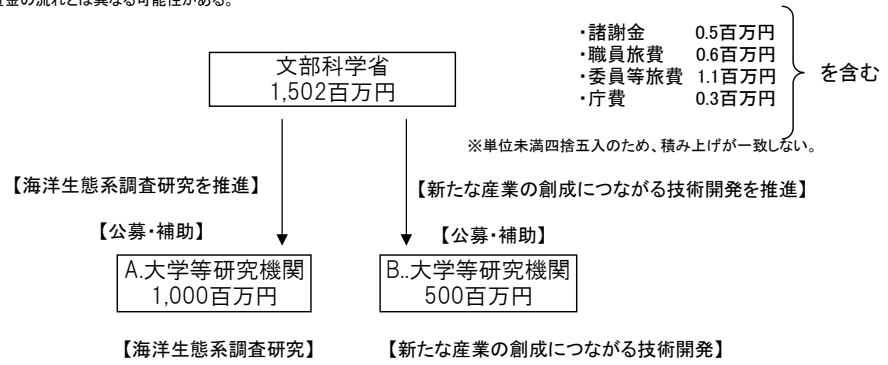 資金の流れとは異なる可能性がある。
・諸謝金 0.5百万円
・職員旅費 0.6百万円
・委員等旅費 1.1百万円
・庁費 0.3百万円
を含む
文部科学省
1,502百万円
※単位未満四捨五入のため、積み上げが一致しない。
【海洋生態系調査研究を推進】
【新たな産業の創成につながる技術開発を推進】
【公募・補助】
【公募・補助】
A.大学等研究機関
1,000百万円
B..大学等研究機関
500百万円
【海洋生態系調査研究】
【新たな産業の創成につながる技術開発】